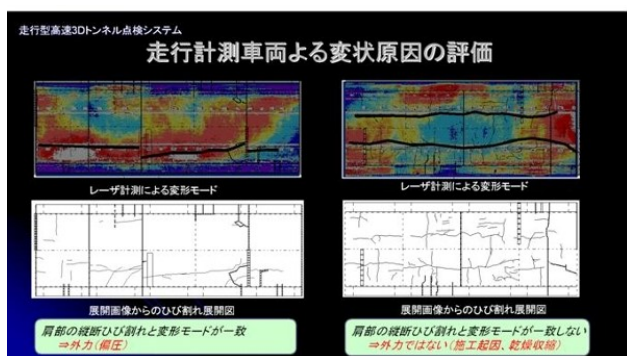 走行型高速3Dトンネル点検システム
走行計測車両よる変状原因の評価
レーザ計測による変形モード
レーザ計測による変形モード
展開画像からのひび割れ展開図
展開画像からのひび割れ展開図
肩部の縦断ひび割れと変形モードが一致
⇒外力(偏圧)
肩部の縦断ひび割れと変形モードが一致しない
⇒外力ではない(施工起因、乾燥収縮)